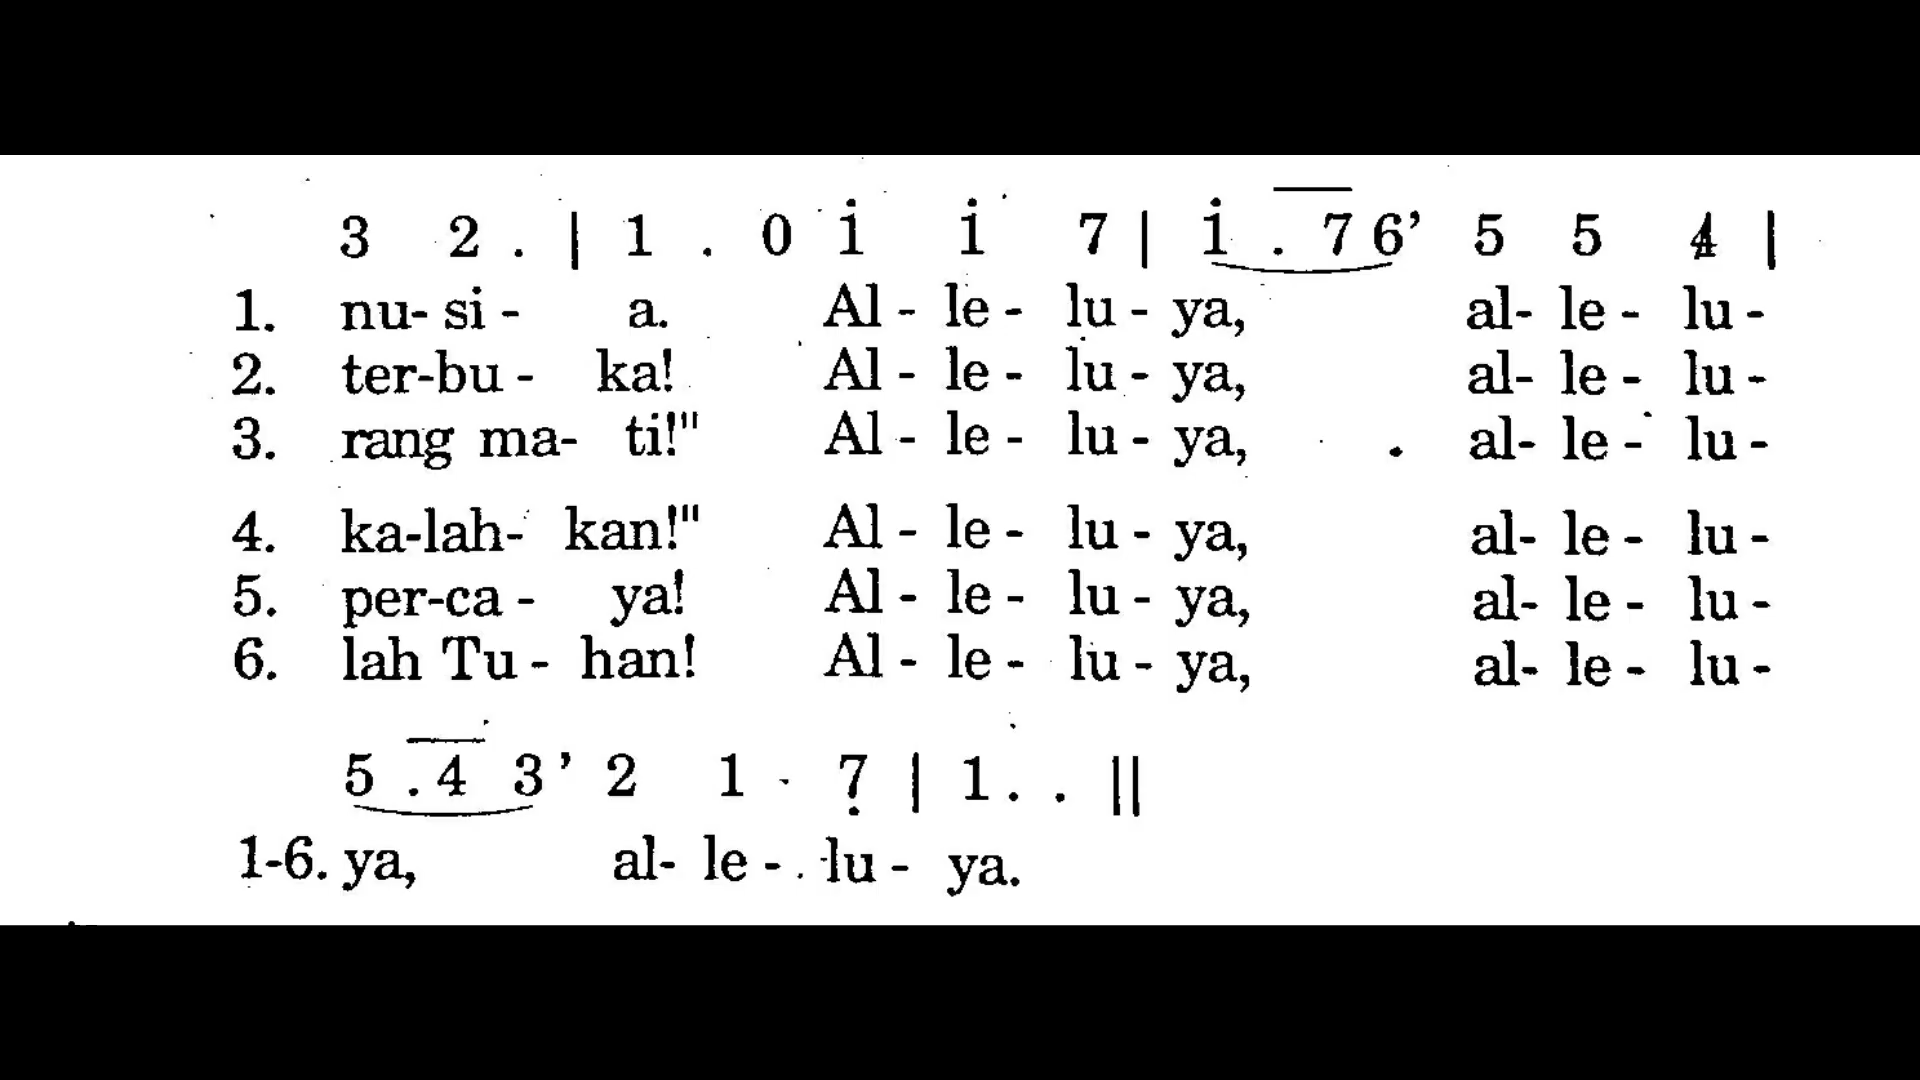 3 2 . | 1 . 0 i̇ i̇ 7 | i̇ . 7 6’ 5 5 4 |
1. nu- si - a. Al - le - lu - ya, al- le - lu -
2. ter-bu - ka! Al - le - lu - ya, al- le - lu -
3. rang ma- ti!" Al - le - lu - ya, al- le - lu -
4. ka-lah- kan!" Al - le - lu - ya, al- le - lu -
5. per-ca - ya! Al - le - lu - ya, al- le - lu -
6. lah Tu - han! Al - le - lu - ya, al- le - lu -
5 . 4 3’ 2 1 7̣ | 1 . . ||
1-6. ya, al- le - lu - ya.